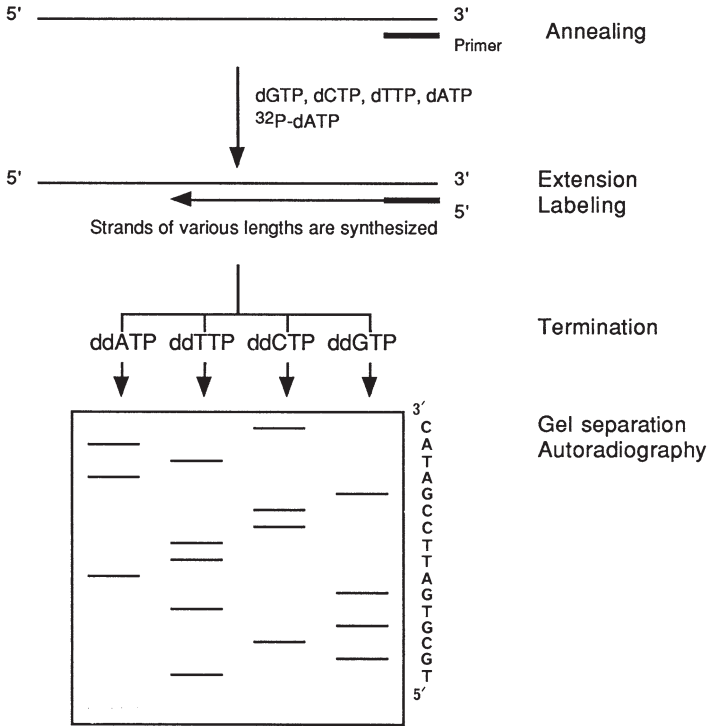 5' 3'
Primer
Annealing
dGTP, dCTP, dTTP, dATP
32P-dATP
5' 3'
5'
Extension
Labeling
Strands of various lengths are synthesized
Termination
ddATP ddTTP ddCTP ddGTP
Gel separation
Autoradiography
3′
C
A
T
A
G
C
C
T
T
A
G
T
G
C
G
T
5′